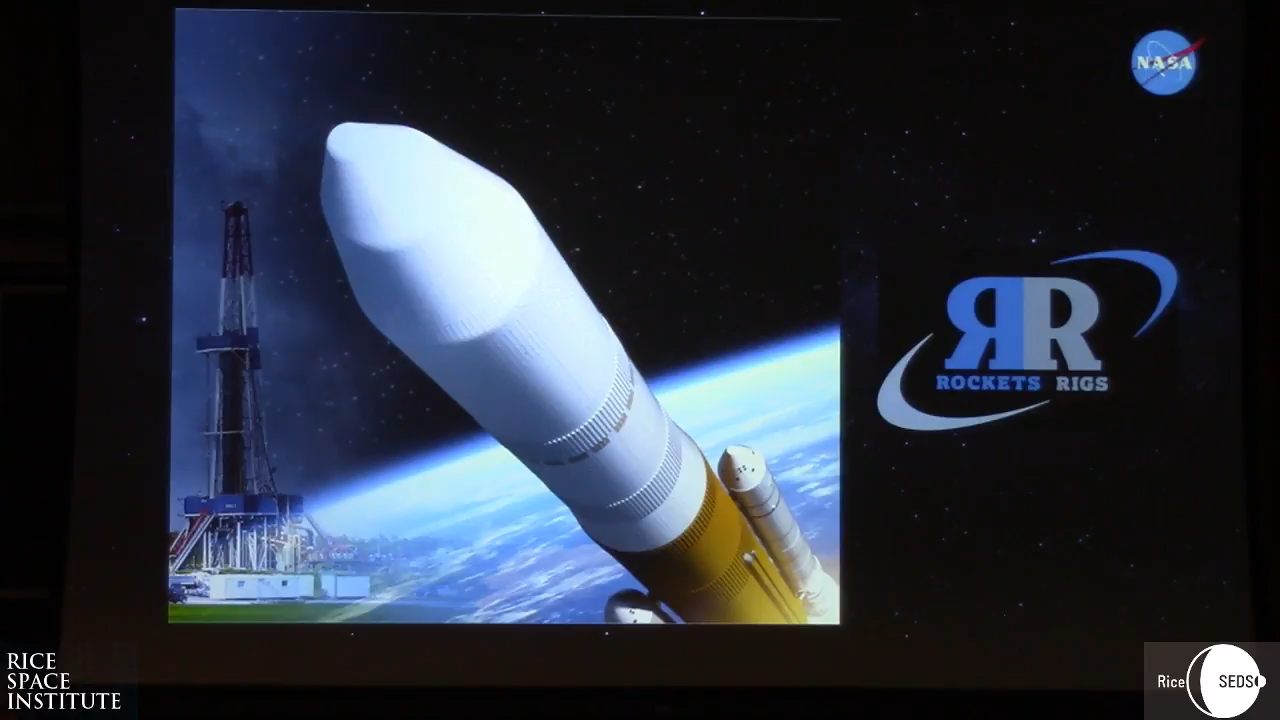 NASA
RR
ROCKETS RIGS
RICE
SPACE
INSTITUTE
Rice SEDS